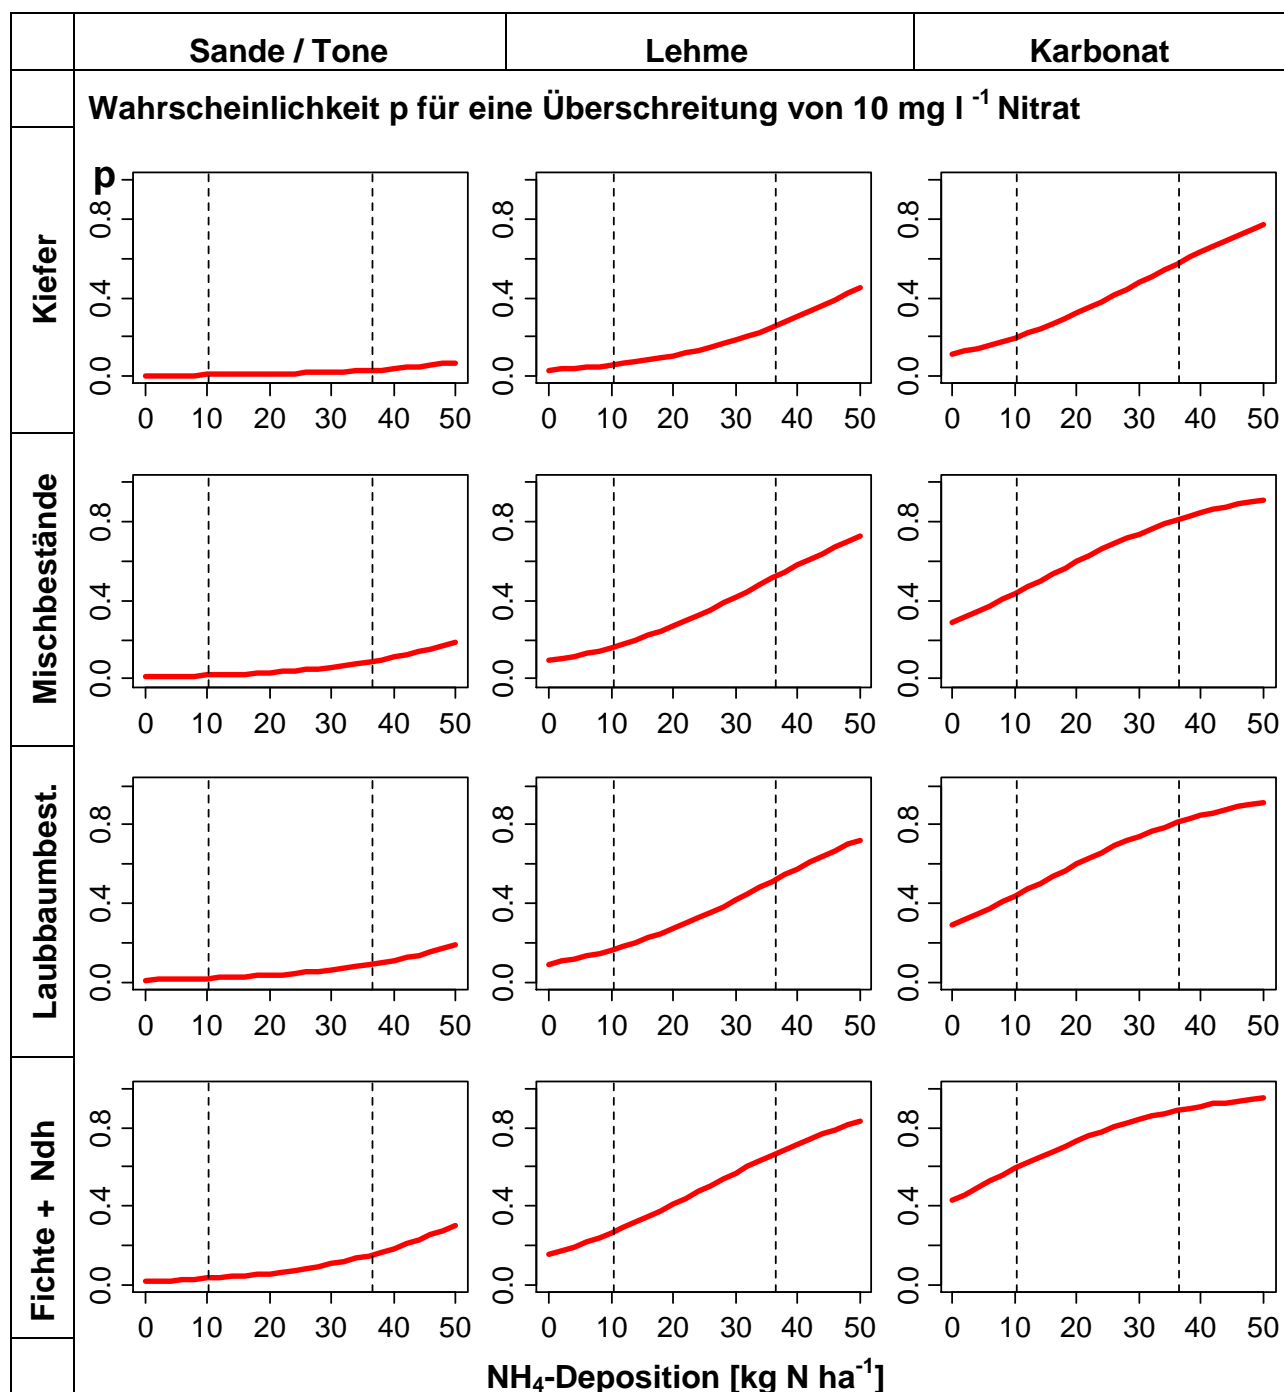 Sande / Tone Lehme Karbonat
Wahrscheinlichkeit p für eine Überschreitung von 10 mg l⁻¹ Nitrat
Kiefer
p
0.0 0.4 0.8
0 10 20 30 40 50
0.0 0.4 0.8
0 10 20 30 40 50
0.0 0.4 0.8
0 10 20 30 40 50
Mischbestände
0.0 0.4 0.8
0 10 20 30 40 50
0.0 0.4 0.8
0 10 20 30 40 50
0.0 0.4 0.8
0 10 20 30 40 50
Laubbaumbest.
0.0 0.4 0.8
0 10 20 30 40 50
0.0 0.4 0.8
0 10 20 30 40 50
0.0 0.4 0.8
0 10 20 30 40 50
Fichte + Ndh
0.0 0.4 0.8
0 10 20 30 40 50
0.0 0.4 0.8
0 10 20 30 40 50
0.0 0.4 0.8
0 10 20 30 40 50
NH₄-Deposition [kg N ha⁻¹]